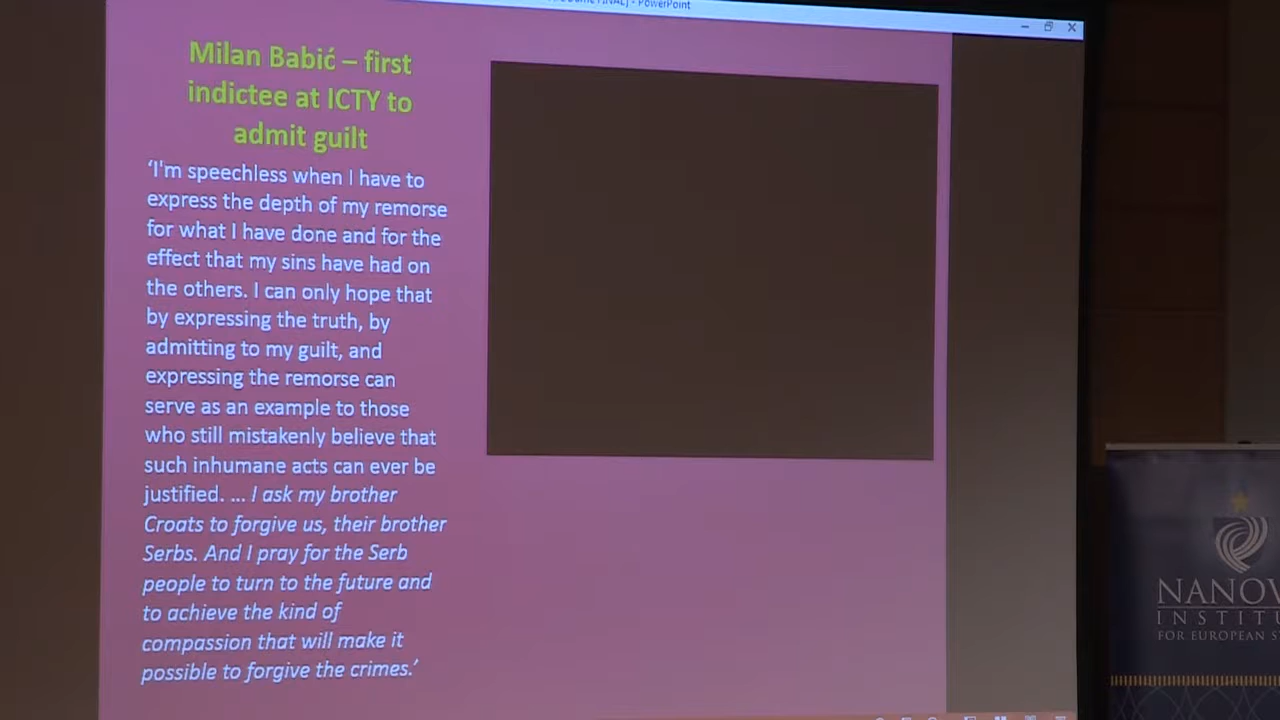 PowerPoint
Milan Babić – first
indictee at ICTY to
admit guilt
‘I'm speechless when I have to
express the depth of my remorse
for what I have done and for the
effect that my sins have had on
the others. I can only hope that
by expressing the truth, by
admitting to my guilt, and
expressing the remorse can
serve as an example to those
who still mistakenly believe that
such inhumane acts can ever be
justified. ... I ask my brother
Croats to forgive us, their brother
Serbs. And I pray for the Serb
people to turn to the future and
to achieve the kind of
compassion that will make it
possible to forgive the crimes.’
NANOV
INSTITU
FOR EUROPEAN S